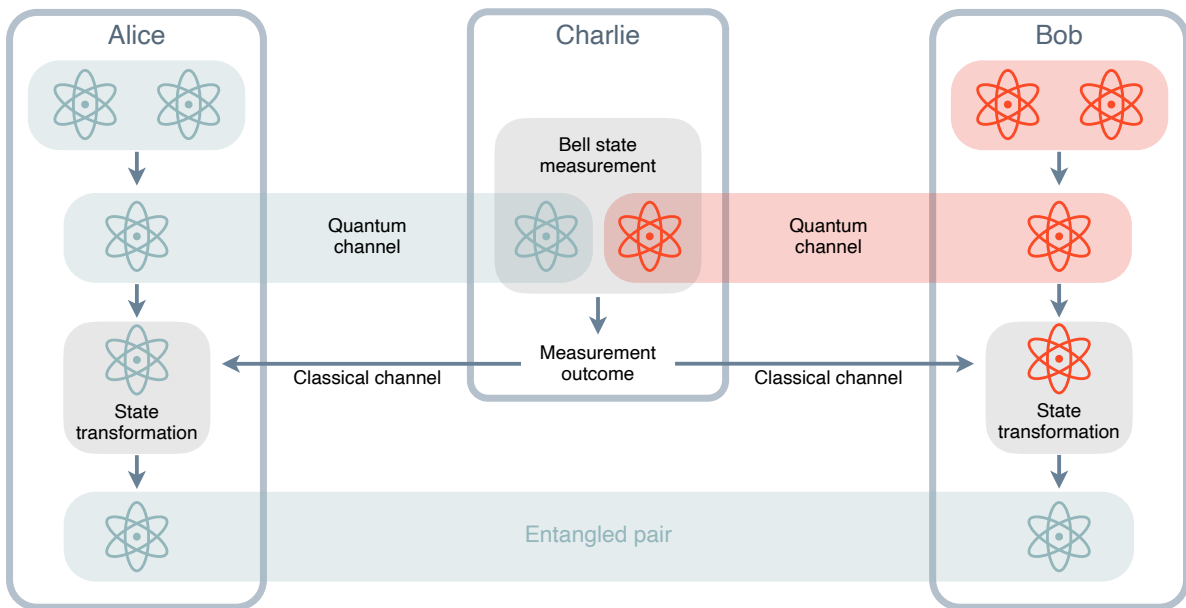 Alice
Charlie
Bob
Bell state
measurement
Quantum
channel
Quantum
channel
Measurement
outcome
Classical channel
Classical channel
State
transformation
State
transformation
Entangled pair